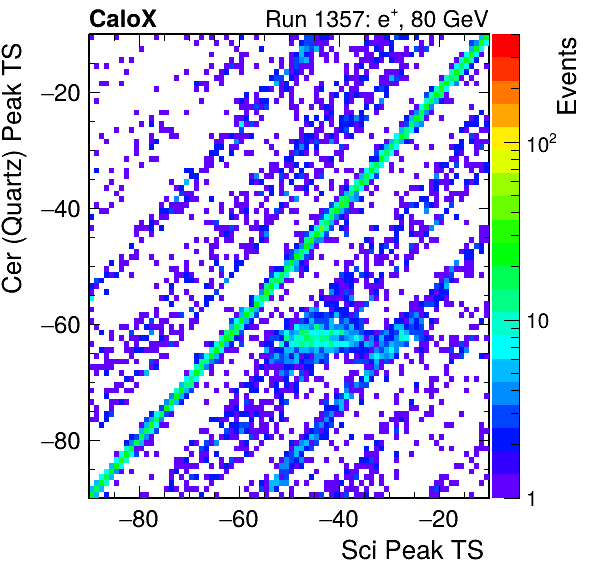 CaloX Run 1357: e⁺, 80 GeV
Cer (Quartz) Peak TS
−20
−40
−60
−80
−80 −60 −40 −20
Sci Peak TS
Events
10²
10
1